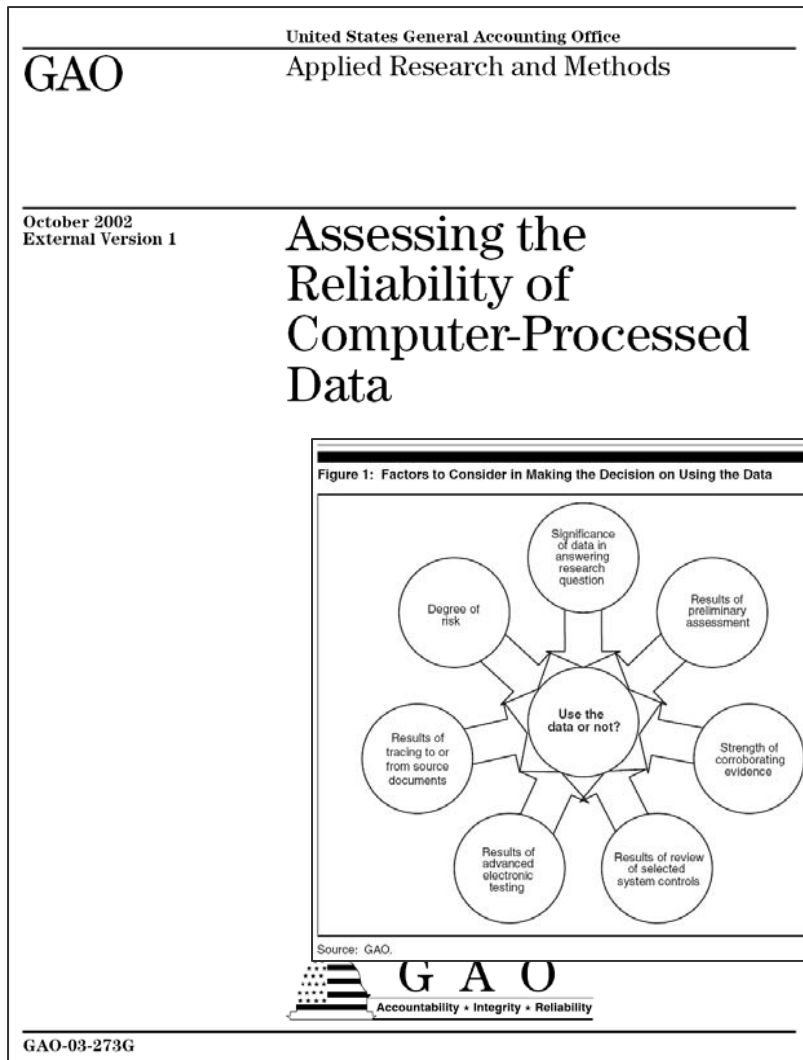 United States General Accounting Office
GAO
Applied Research and Methods
October 2002
External Version 1
Assessing the
Reliability of
Computer-Processed
Data
Figure 1: Factors to Consider in Making the Decision on Using the Data
Significance
of data in
answering
research
question
Results of
preliminary
assessment
Strength of
corroborating
evidence
Results of review
of selected
system controls
Results of
advanced
electronic
testing
Results of
tracing to or
from source
documents
Degree of
risk
Use the
data or not?
Source: GAO.
G A O
Accountability ★ Integrity ★ Reliability
GAO-03-273G